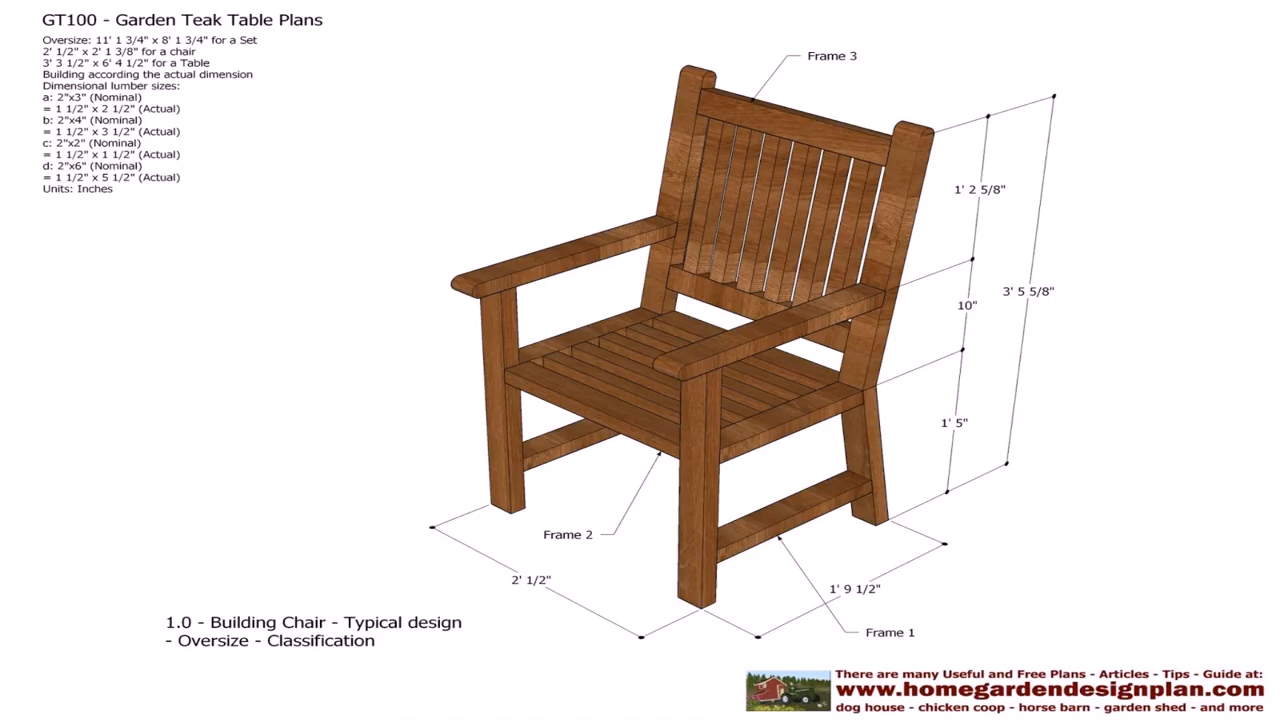 GT100 - Garden Teak Table Plans
Oversize: 11' 1 3/4" x 8' 1 3/4" for a Set
2' 1/2" x 2' 1 3/8" for a chair
3' 3 1/2" x 6' 4 1/2" for a Table
Building according the actual dimension
Dimensional lumber sizes:
a: 2"x3" (Nominal)
= 1 1/2" x 2 1/2" (Actual)
b: 2"x4" (Nominal)
= 1 1/2" x 3 1/2" (Actual)
c: 2"x2" (Nominal)
= 1 1/2" x 1 1/2" (Actual)
d: 2"x6" (Nominal)
= 1 1/2" x 5 1/2" (Actual)
Units: Inches
Frame 3
1' 2 5/8"
3' 5 5/8"
10"
1' 5"
Frame 2
2' 1/2"
1' 9 1/2"
Frame 1
1.0 - Building Chair - Typical design
- Oversize - Classification
There are many Useful and Free Plans - Articles - Tips - Guide at:
www.homegardendesignplan.com
dog house - chicken coop - horse barn - garden shed - and more